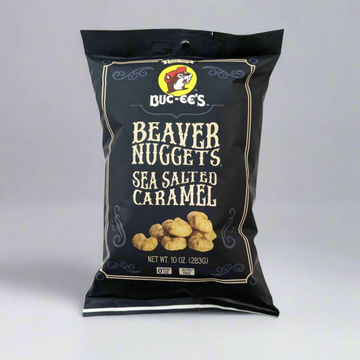 BUC-EE'S
BEAVER
NUGGETS
SEA SALTED
CARAMEL
NET WT. 10 OZ. (283G)